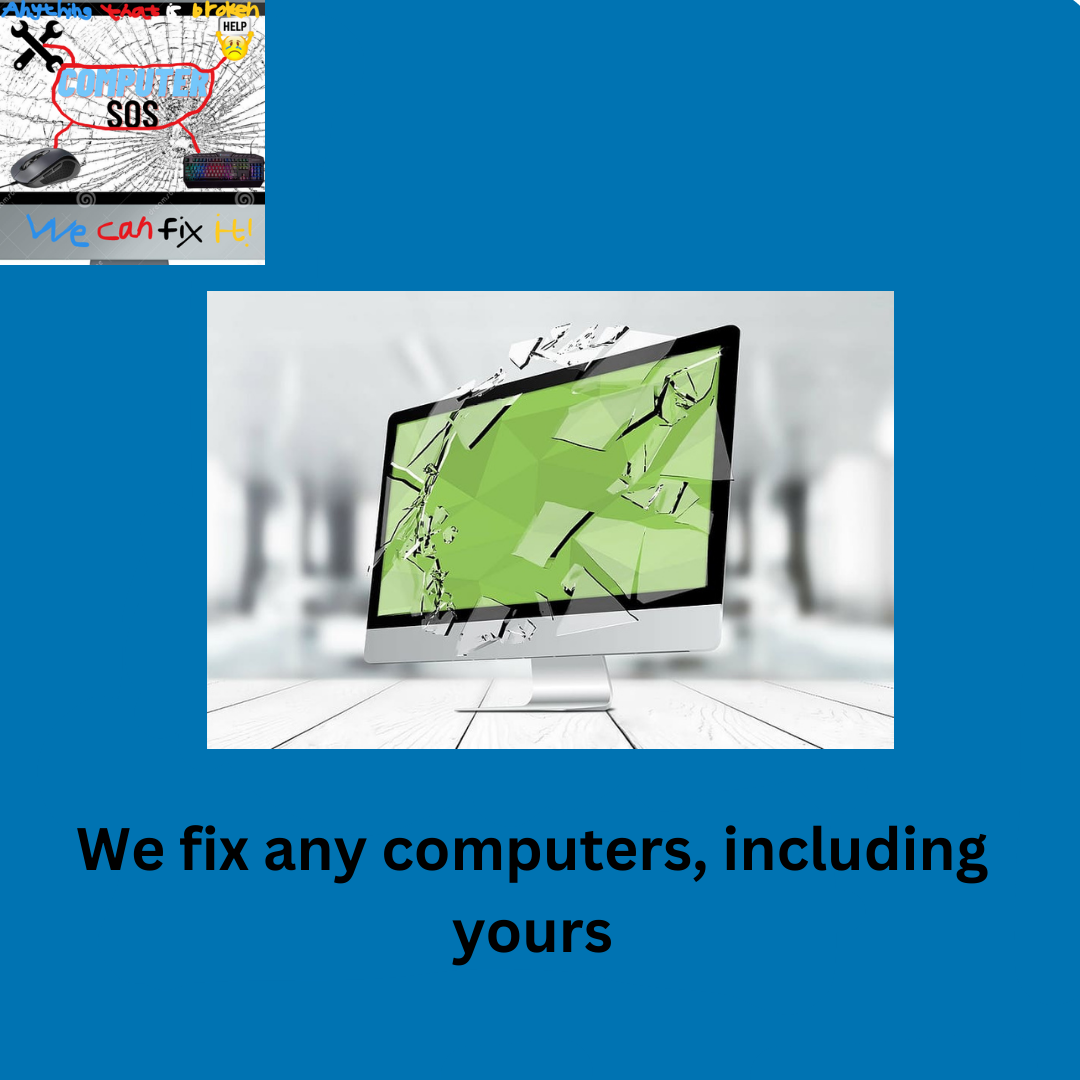 Anything that is broken
HELP
COMPUTER
SOS
We can fix it!
We fix any computers, including
yours